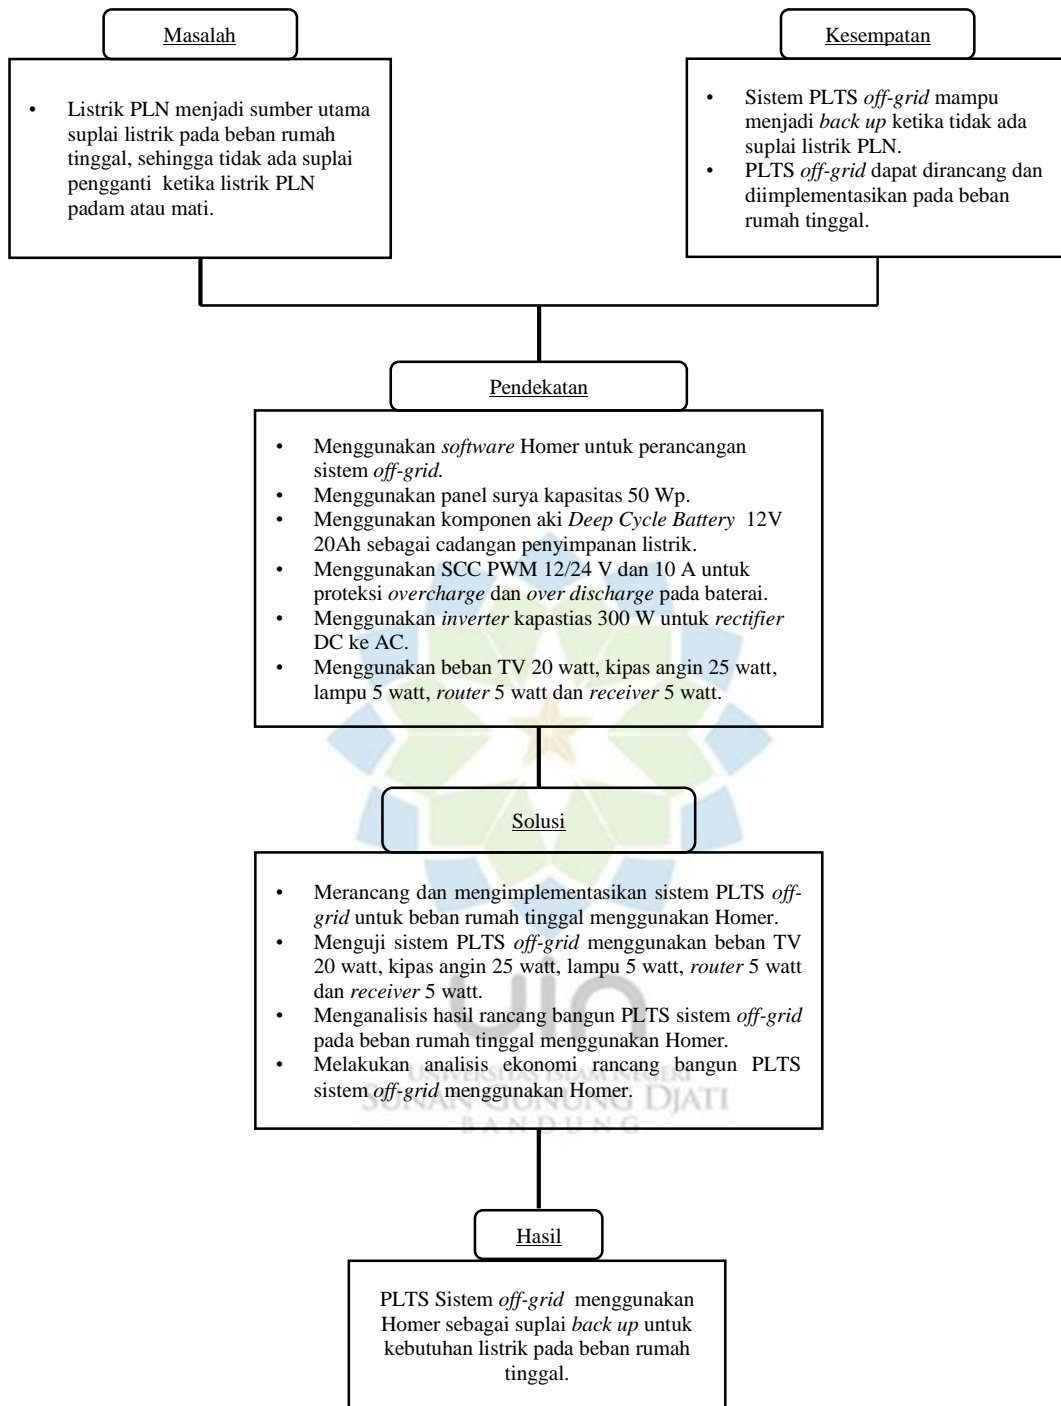 Masalah
• Listrik PLN menjadi sumber utama
suplai listrik pada beban rumah
tinggal, sehingga tidak ada suplai
pengganti ketika listrik PLN
padam atau mati.
Kesempatan
• Sistem PLTS off-grid mampu
menjadi back up ketika tidak ada
suplai listrik PLN.
• PLTS off-grid dapat dirancang dan
diimplementasikan pada beban
rumah tinggal.
Pendekatan
• Menggunakan software Homer untuk perancangan
sistem off-grid.
• Menggunakan panel surya kapasitas 50 Wp.
• Menggunakan komponen aki Deep Cycle Battery 12V
20Ah sebagai cadangan penyimpanan listrik.
• Menggunakan SCC PWM 12/24 V dan 10 A untuk
proteksi overcharge dan over discharge pada baterai.
• Menggunakan inverter kapastias 300 W untuk rectifier
DC ke AC.
• Menggunakan beban TV 20 watt, kipas angin 25 watt,
lampu 5 watt, router 5 watt dan receiver 5 watt.
Solusi
• Merancang dan mengimplementasikan sistem PLTS off-
grid untuk beban rumah tinggal menggunakan Homer.
• Menguji sistem PLTS off-grid menggunakan beban TV
20 watt, kipas angin 25 watt, lampu 5 watt, router 5 watt
dan receiver 5 watt.
• Menganalisis hasil rancang bangun PLTS sistem off-grid
pada beban rumah tinggal menggunakan Homer.
• Melakukan analisis ekonomi rancang bangun PLTS
sistem off-grid menggunakan Homer.
uin
UNIVERSITAS ISLAM NEGERI
SUNAN GUNUNG DJATI
BANDUNG
Hasil
PLTS Sistem off-grid menggunakan
Homer sebagai suplai back up untuk
kebutuhan listrik pada beban rumah
tinggal.